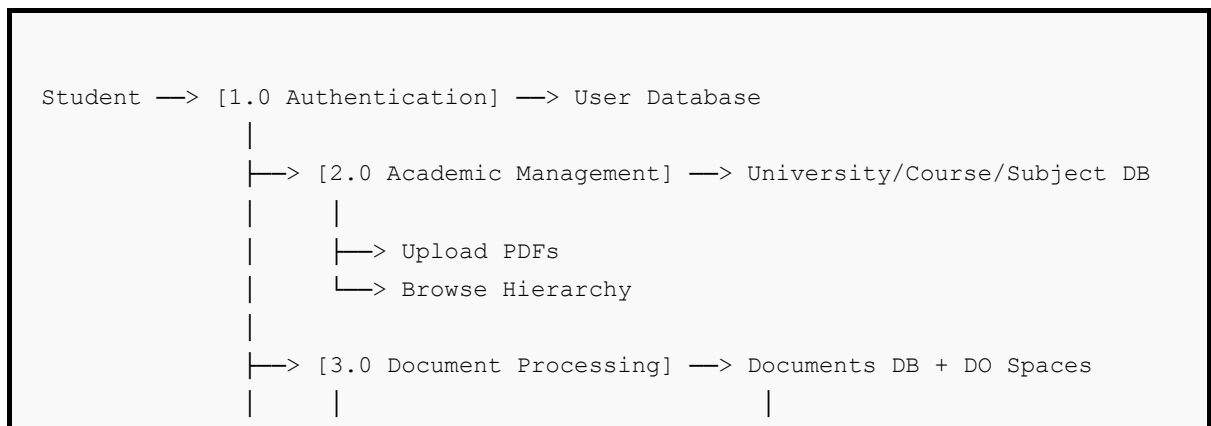 Student ──> [1.0 Authentication] ──> User Database
│
├──> [2.0 Academic Management] ──> University/Course/Subject DB
│ │
│ ├──> Upload PDFs
│ └──> Browse Hierarchy
│
├──> [3.0 Document Processing] ──> Documents DB + DO Spaces
│ │ │